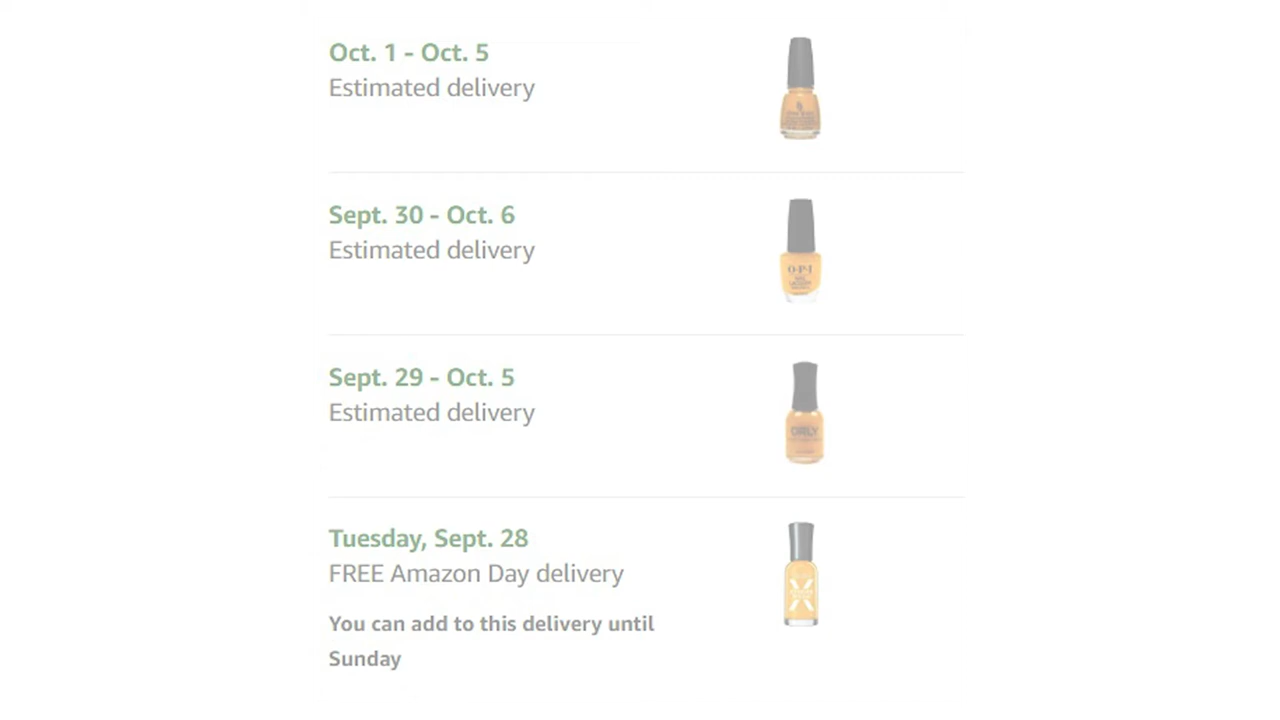 Oct. 1 - Oct. 5
Estimated delivery
Sept. 30 - Oct. 6
Estimated delivery
O·P·I
Sept. 29 - Oct. 5
Estimated delivery
ORLY
Tuesday, Sept. 28
FREE Amazon Day delivery
You can add to this delivery until
Sunday